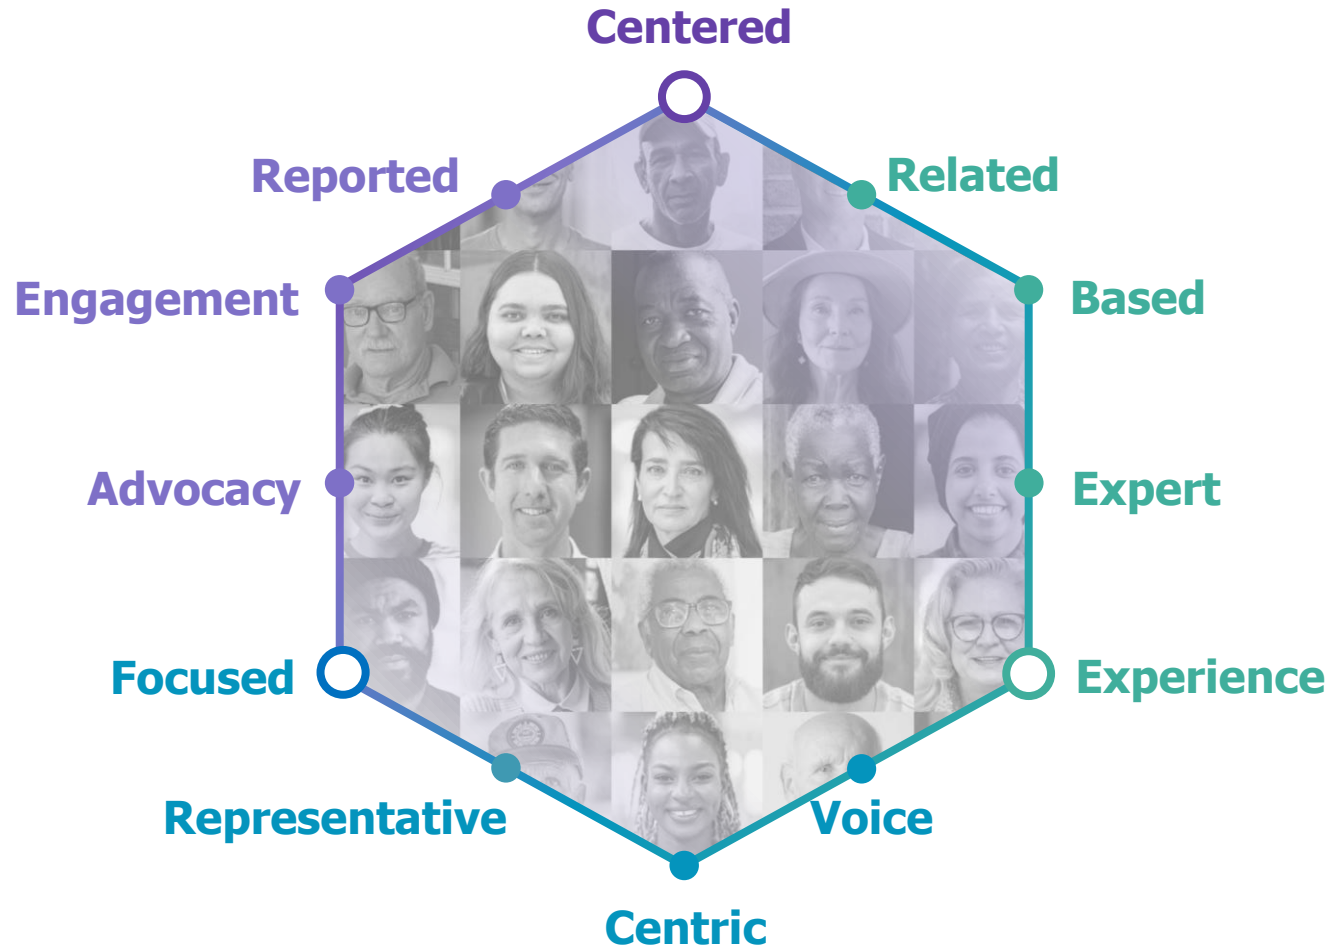 Centered
Reported
Related
Engagement
Based
Advocacy
Expert
Focused
Experience
Representative
Voice
Centric